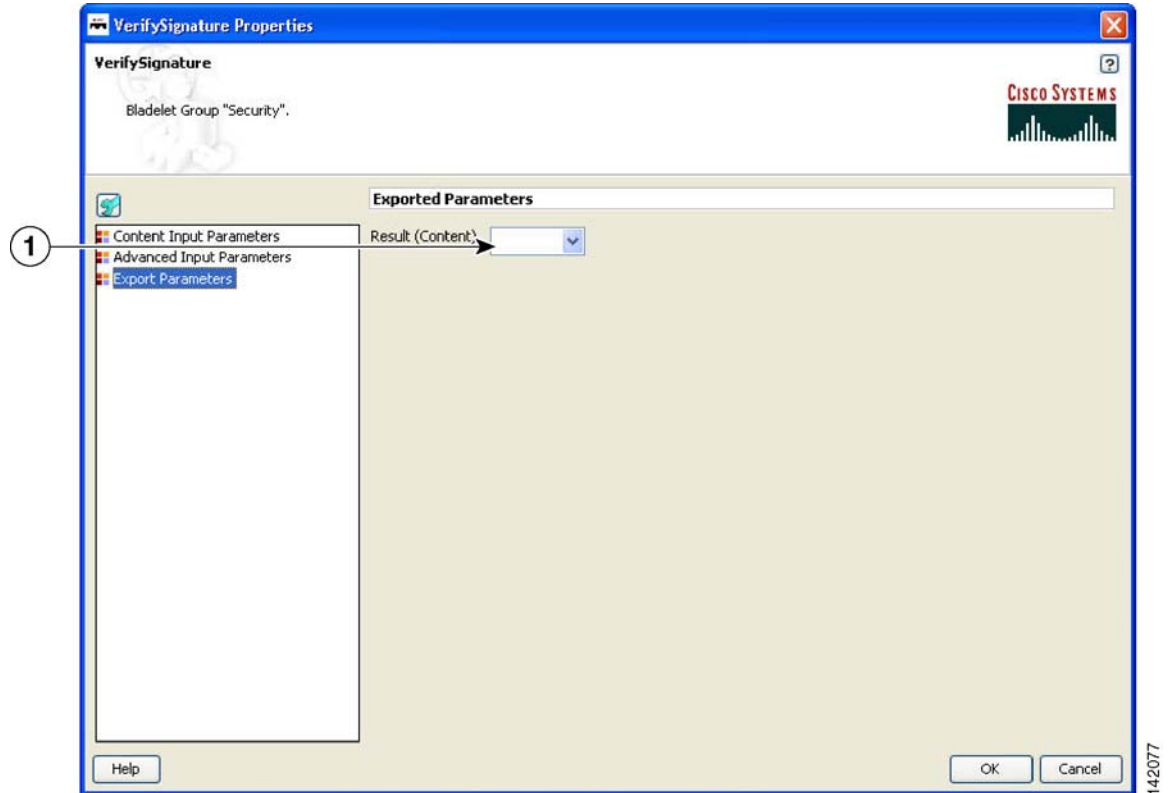 VerifySignature Properties
VerifySignature
?
Bladelet Group "Security".
CISCO SYSTEMS
Exported Parameters
1
Content Input Parameters
Result (Content)
Advanced Input Parameters
Export Parameters
Help
OK
Cancel
142077